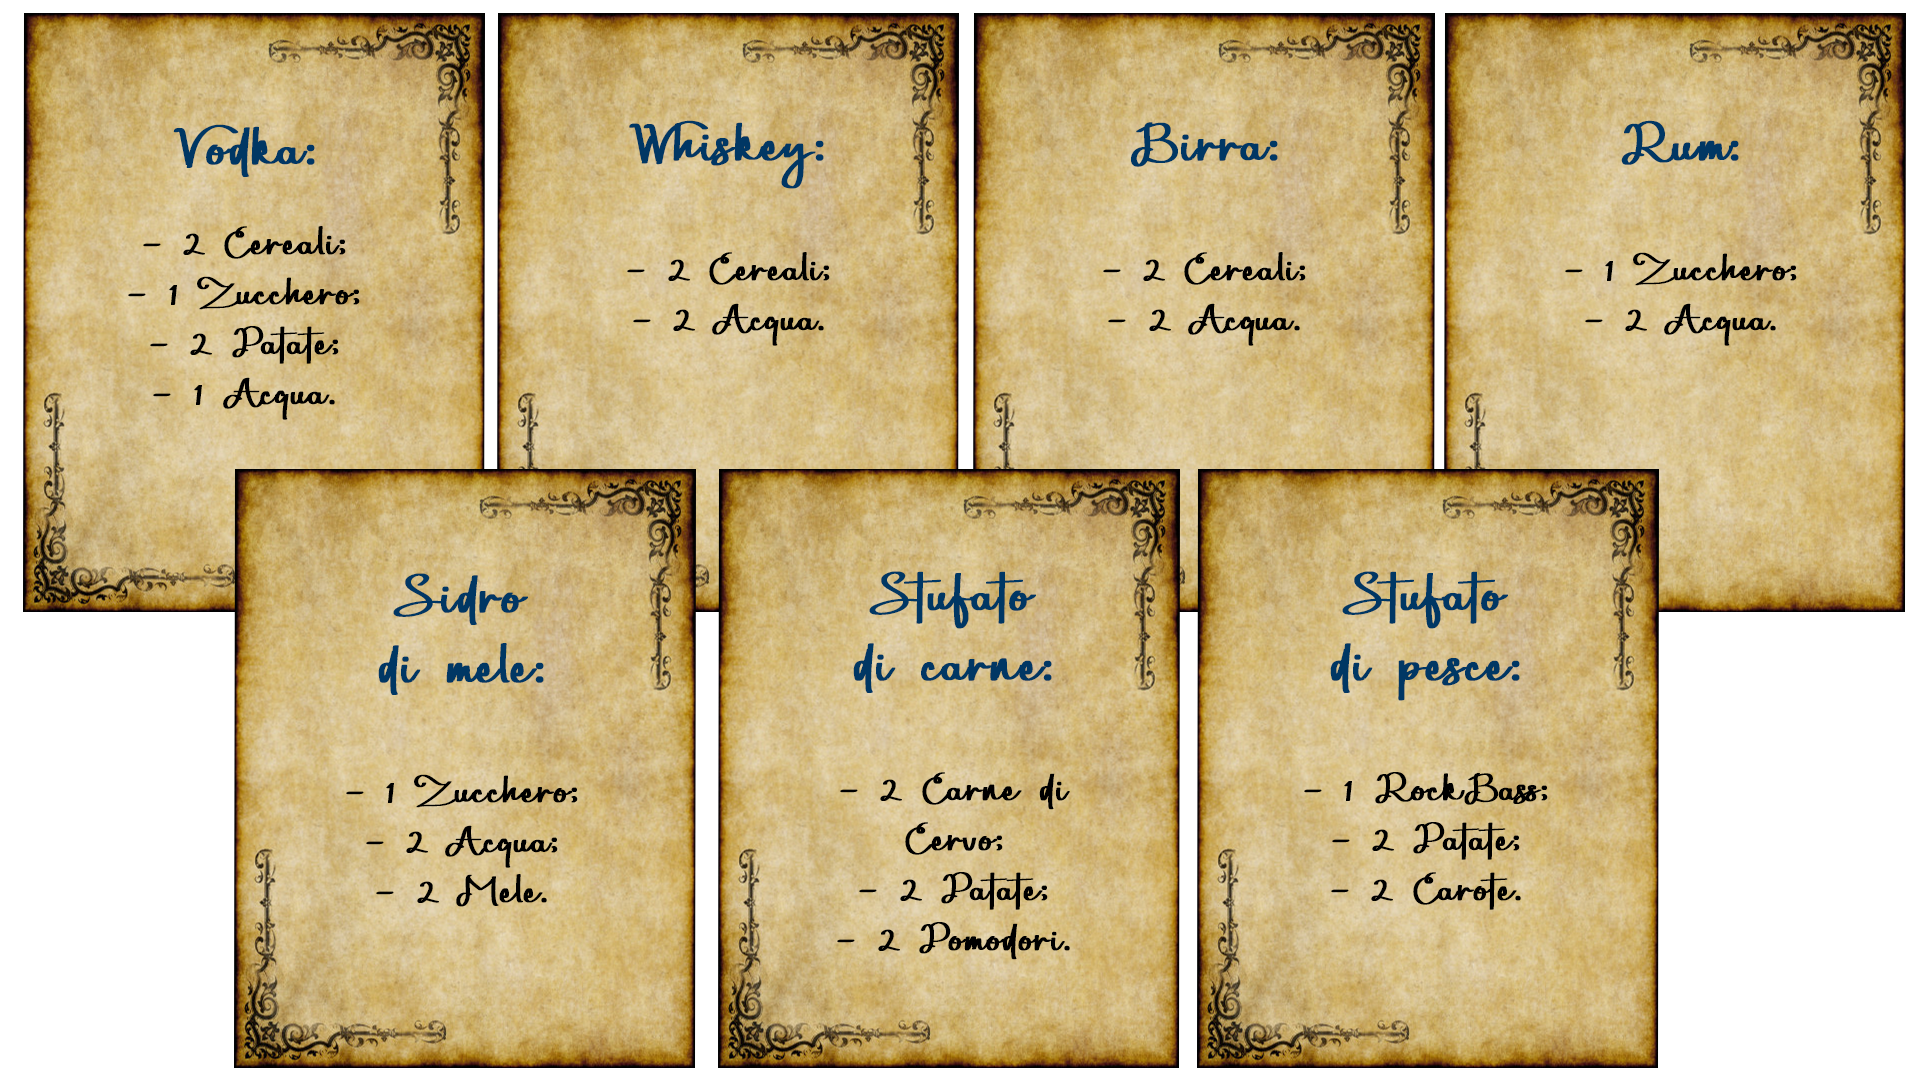 Vodka:
- 2 Cereali;
- 1 Zucchero;
- 2 Patate;
- 1 Acqua.
Whiskey:
- 2 Cereali;
- 2 Acqua.
Birra:
- 2 Cereali;
- 2 Acqua.
Rum:
- 1 Zucchero;
- 2 Acqua.
Sidro
di mele:
- 1 Zucchero;
- 2 Acqua;
- 2 Mele.
Stufato
di carne:
- 2 Carne di
Cervo;
- 2 Patate;
- 2 Pomodori.
Stufato
di pesce:
- 1 RockBass;
- 2 Patate;
- 2 Carote.